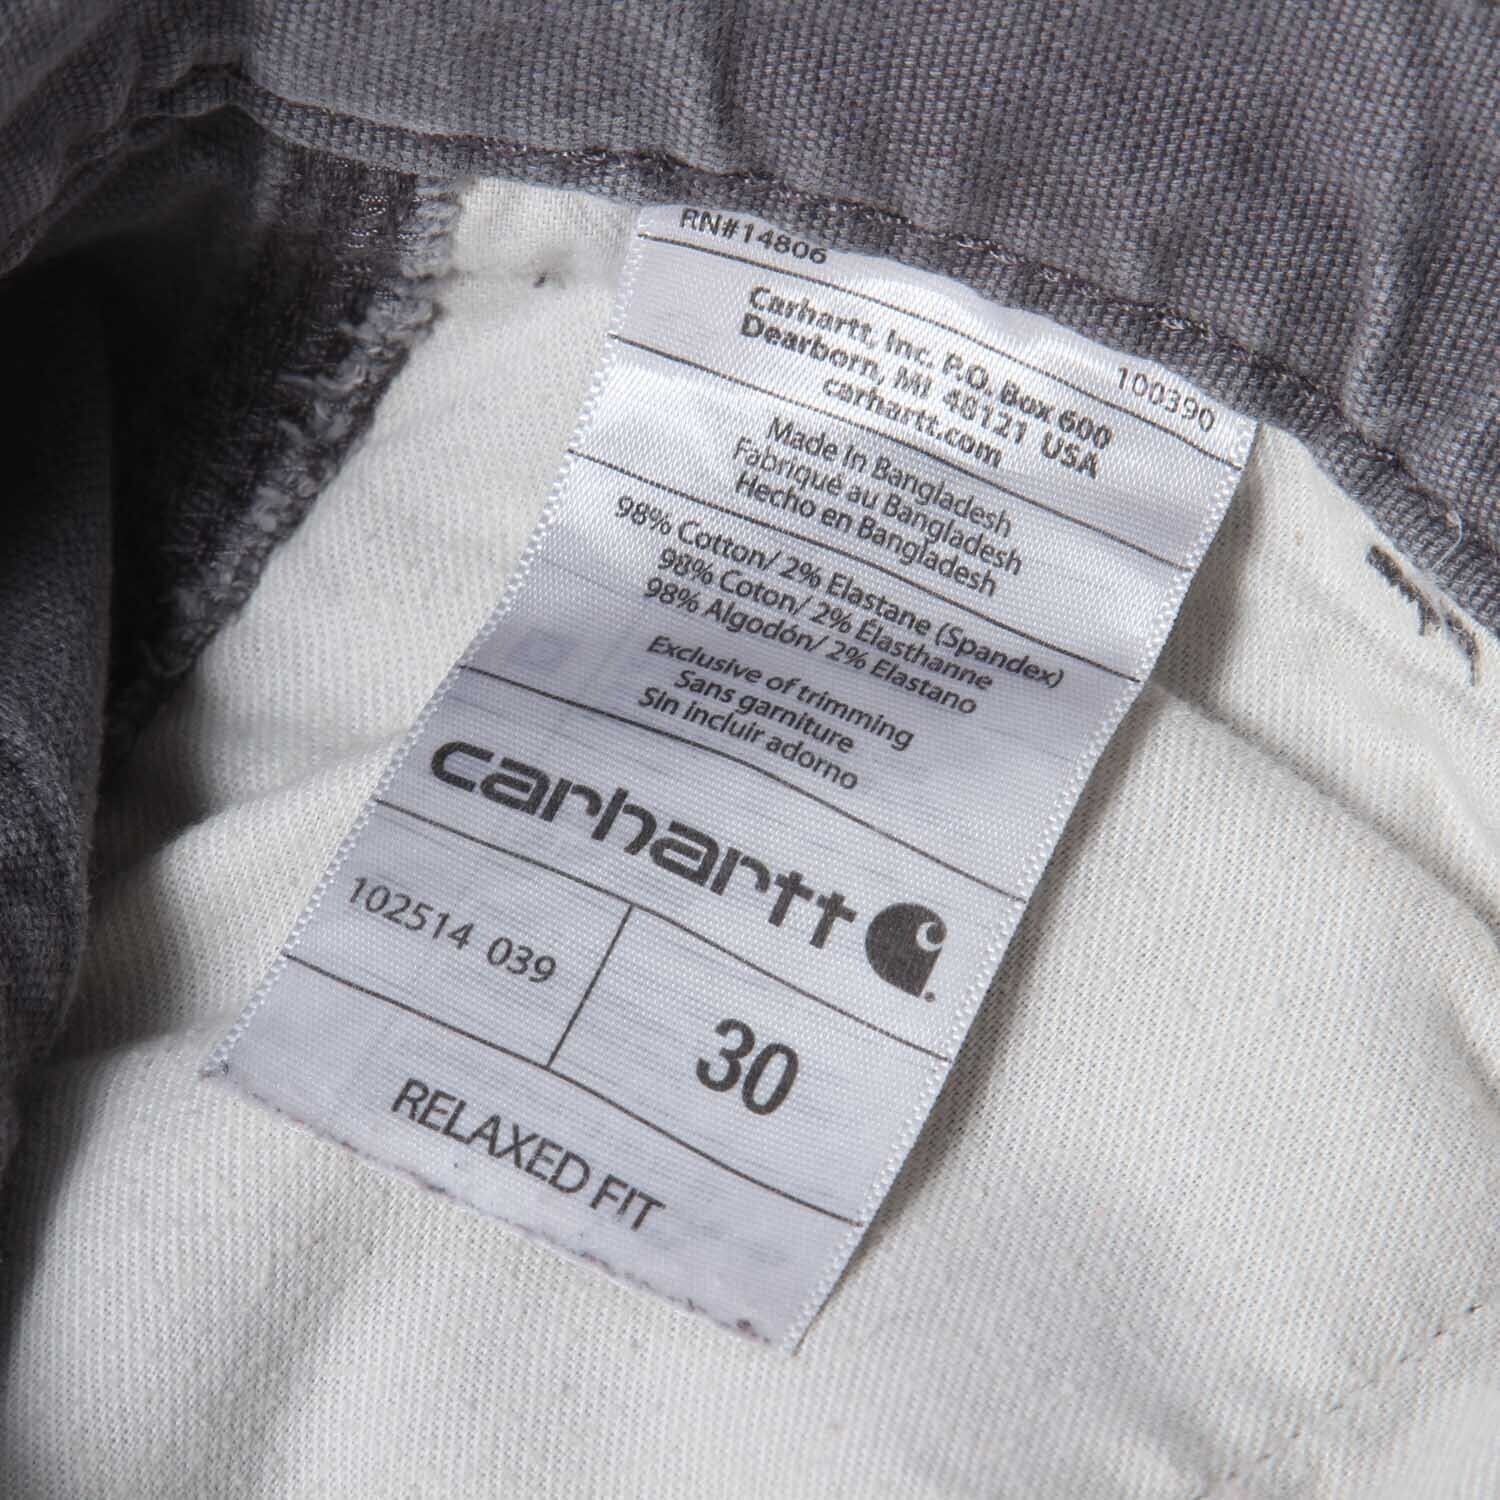 RN#14806
100390
Carhartt, Inc. P.O. Box 600
Dearborn, MI 48121 USA
carhartt.com
Made In Bangladesh
Fabriqué au Bangladesh
Hecho en Bangladesh
98% Cotton/ 2% Elastane (Spandex)
98% Coton/ 2% Élasthanne
98% Algodón/ 2% Elastano
Exclusive of trimming
Sans garniture
Sin incluir adorno
carhartt
102514 039
30
RELAXED FIT